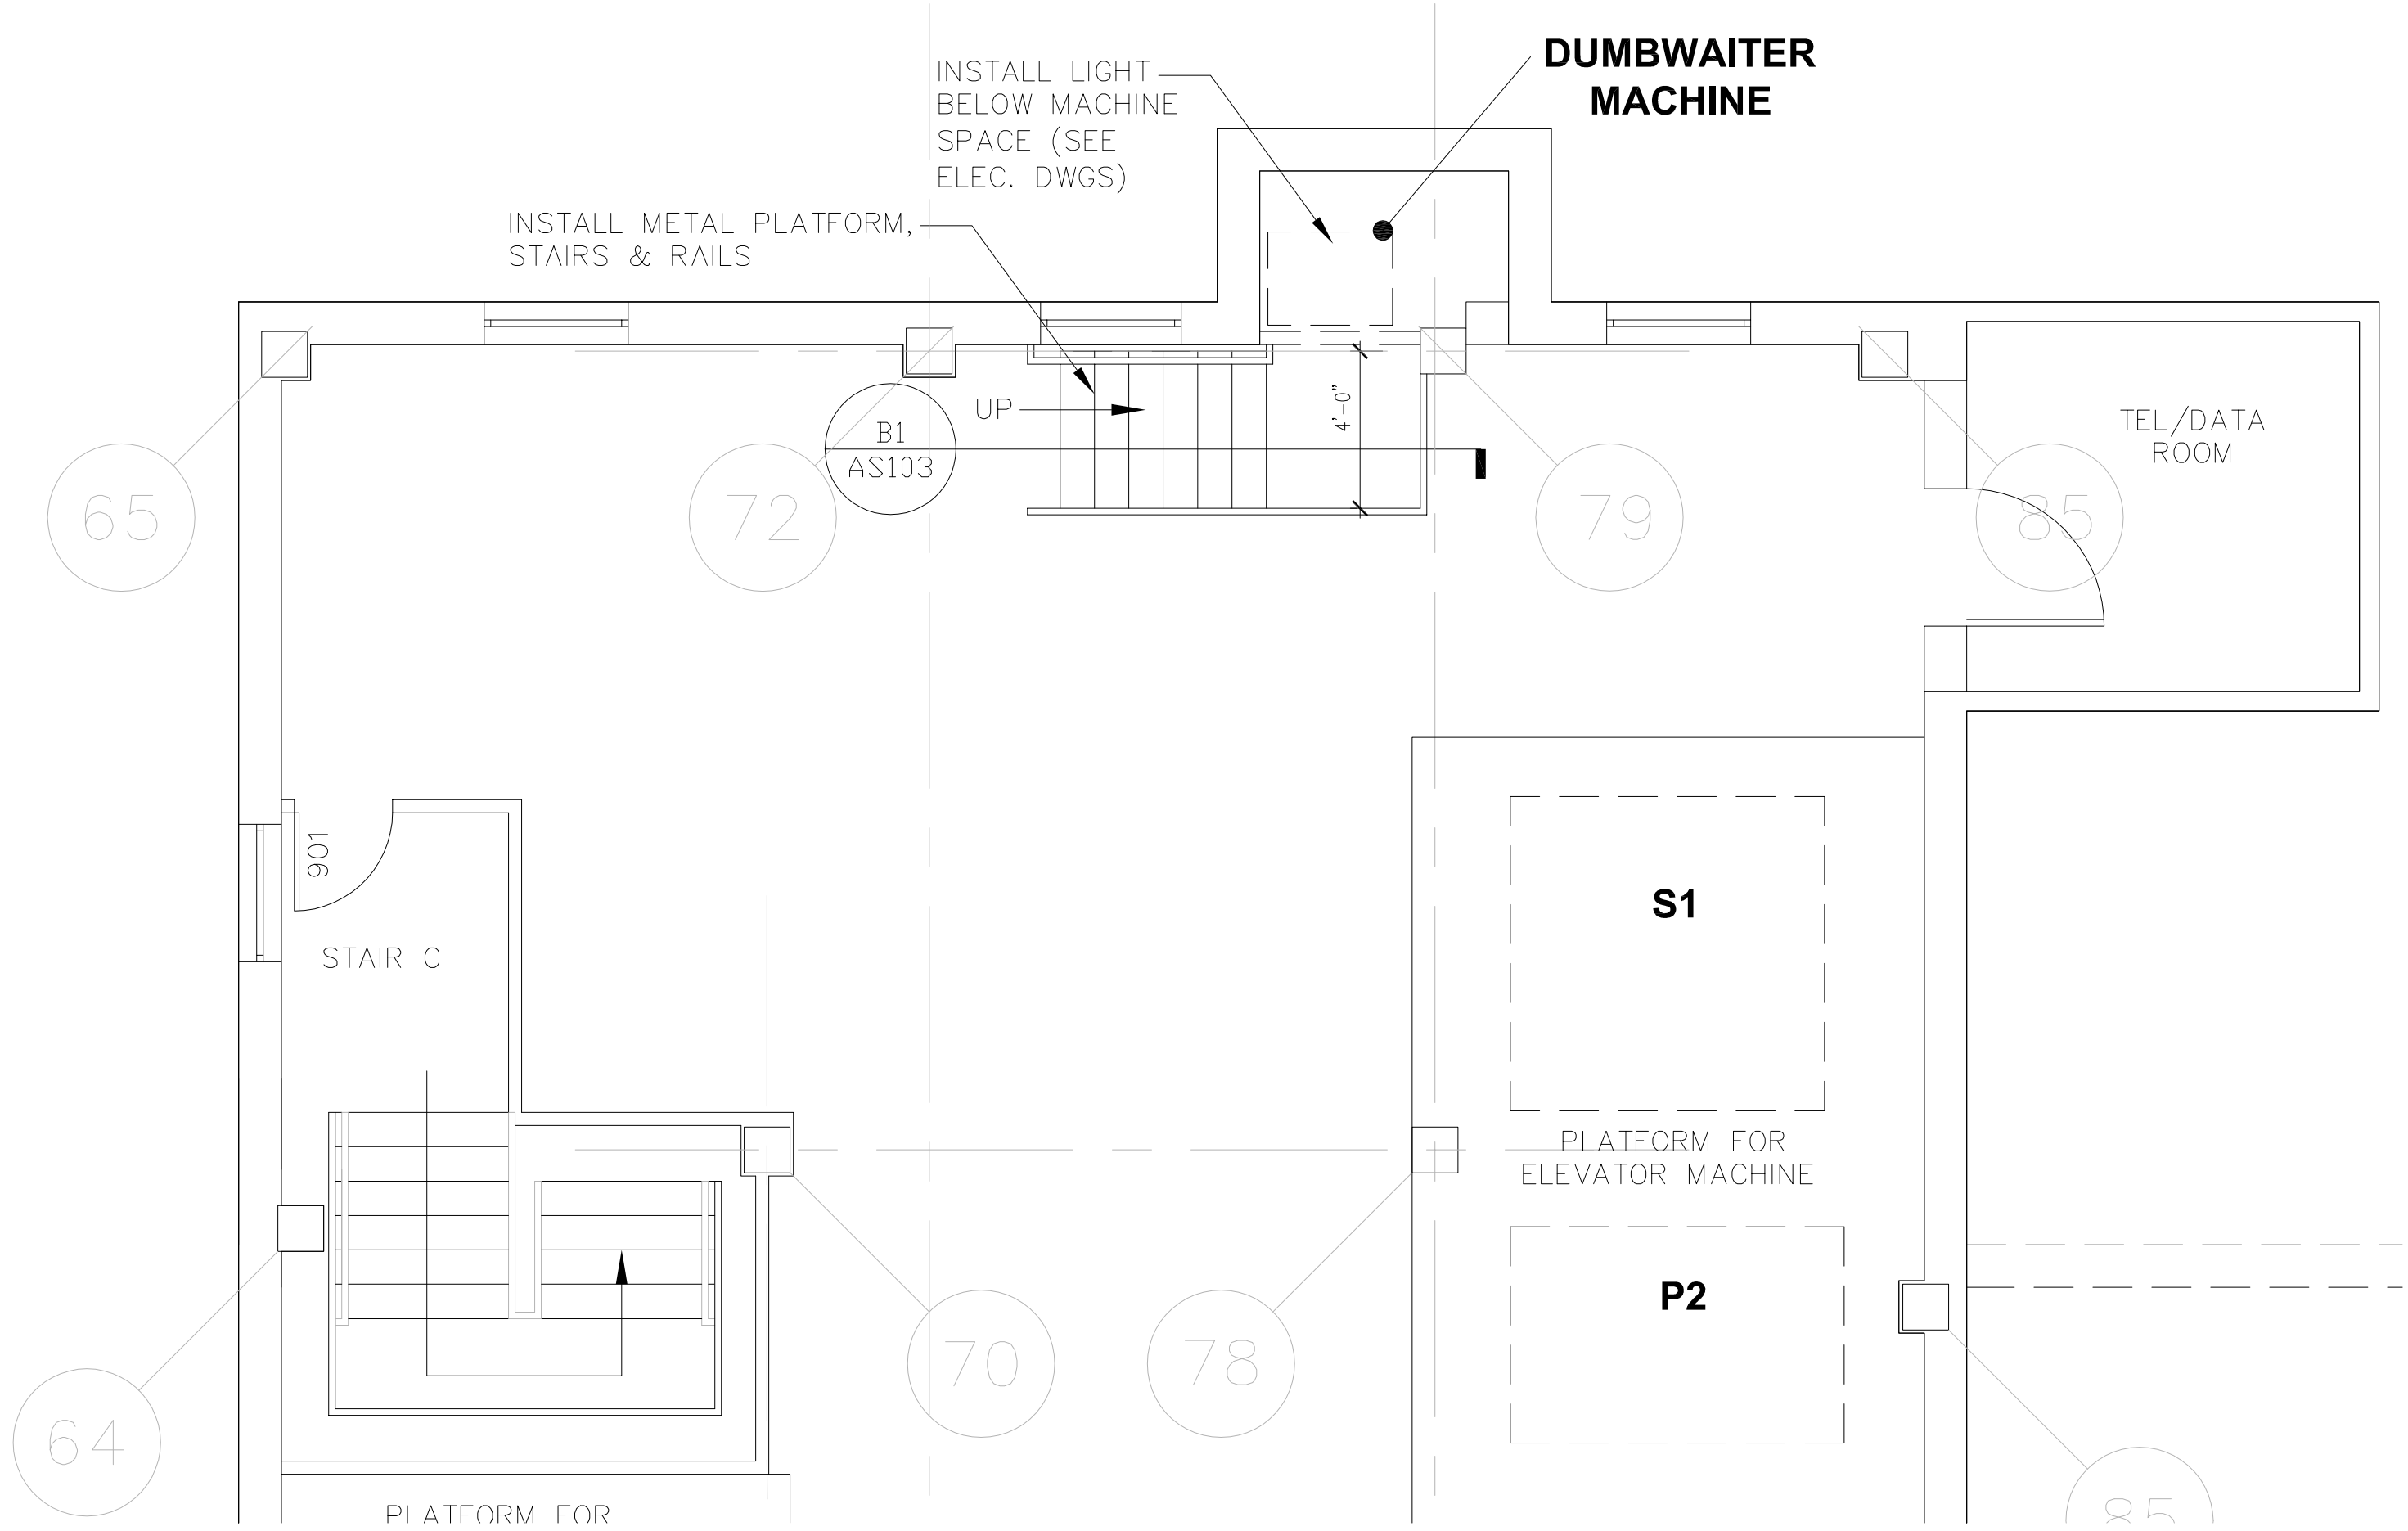 DUMBWAITER
MACHINE
INSTALL LIGHT
BELOW MACHINE
SPACE (SEE
ELEC. DWGS)
INSTALL METAL PLATFORM,
STAIRS & RAILS
UP
B1
AS103
4'-0"
TEL/DATA
ROOM
65
72
79
85
901
STAIR C
S1
PLATFORM FOR
ELEVATOR MACHINE
P2
70
78
64
PLATFORM FOR
85